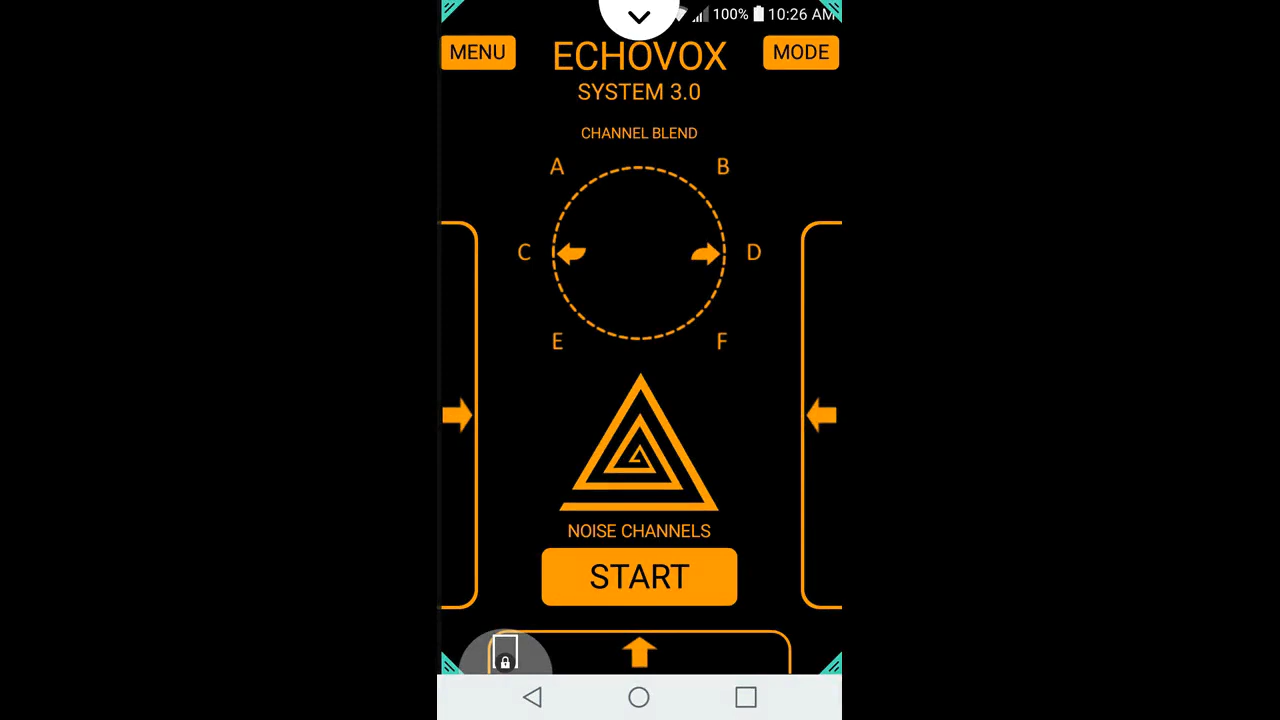 100% 10:26 AM
MENU
ECHOVOX
MODE
SYSTEM 3.0
CHANNEL BLEND
A B
C D
E F
NOISE CHANNELS
START